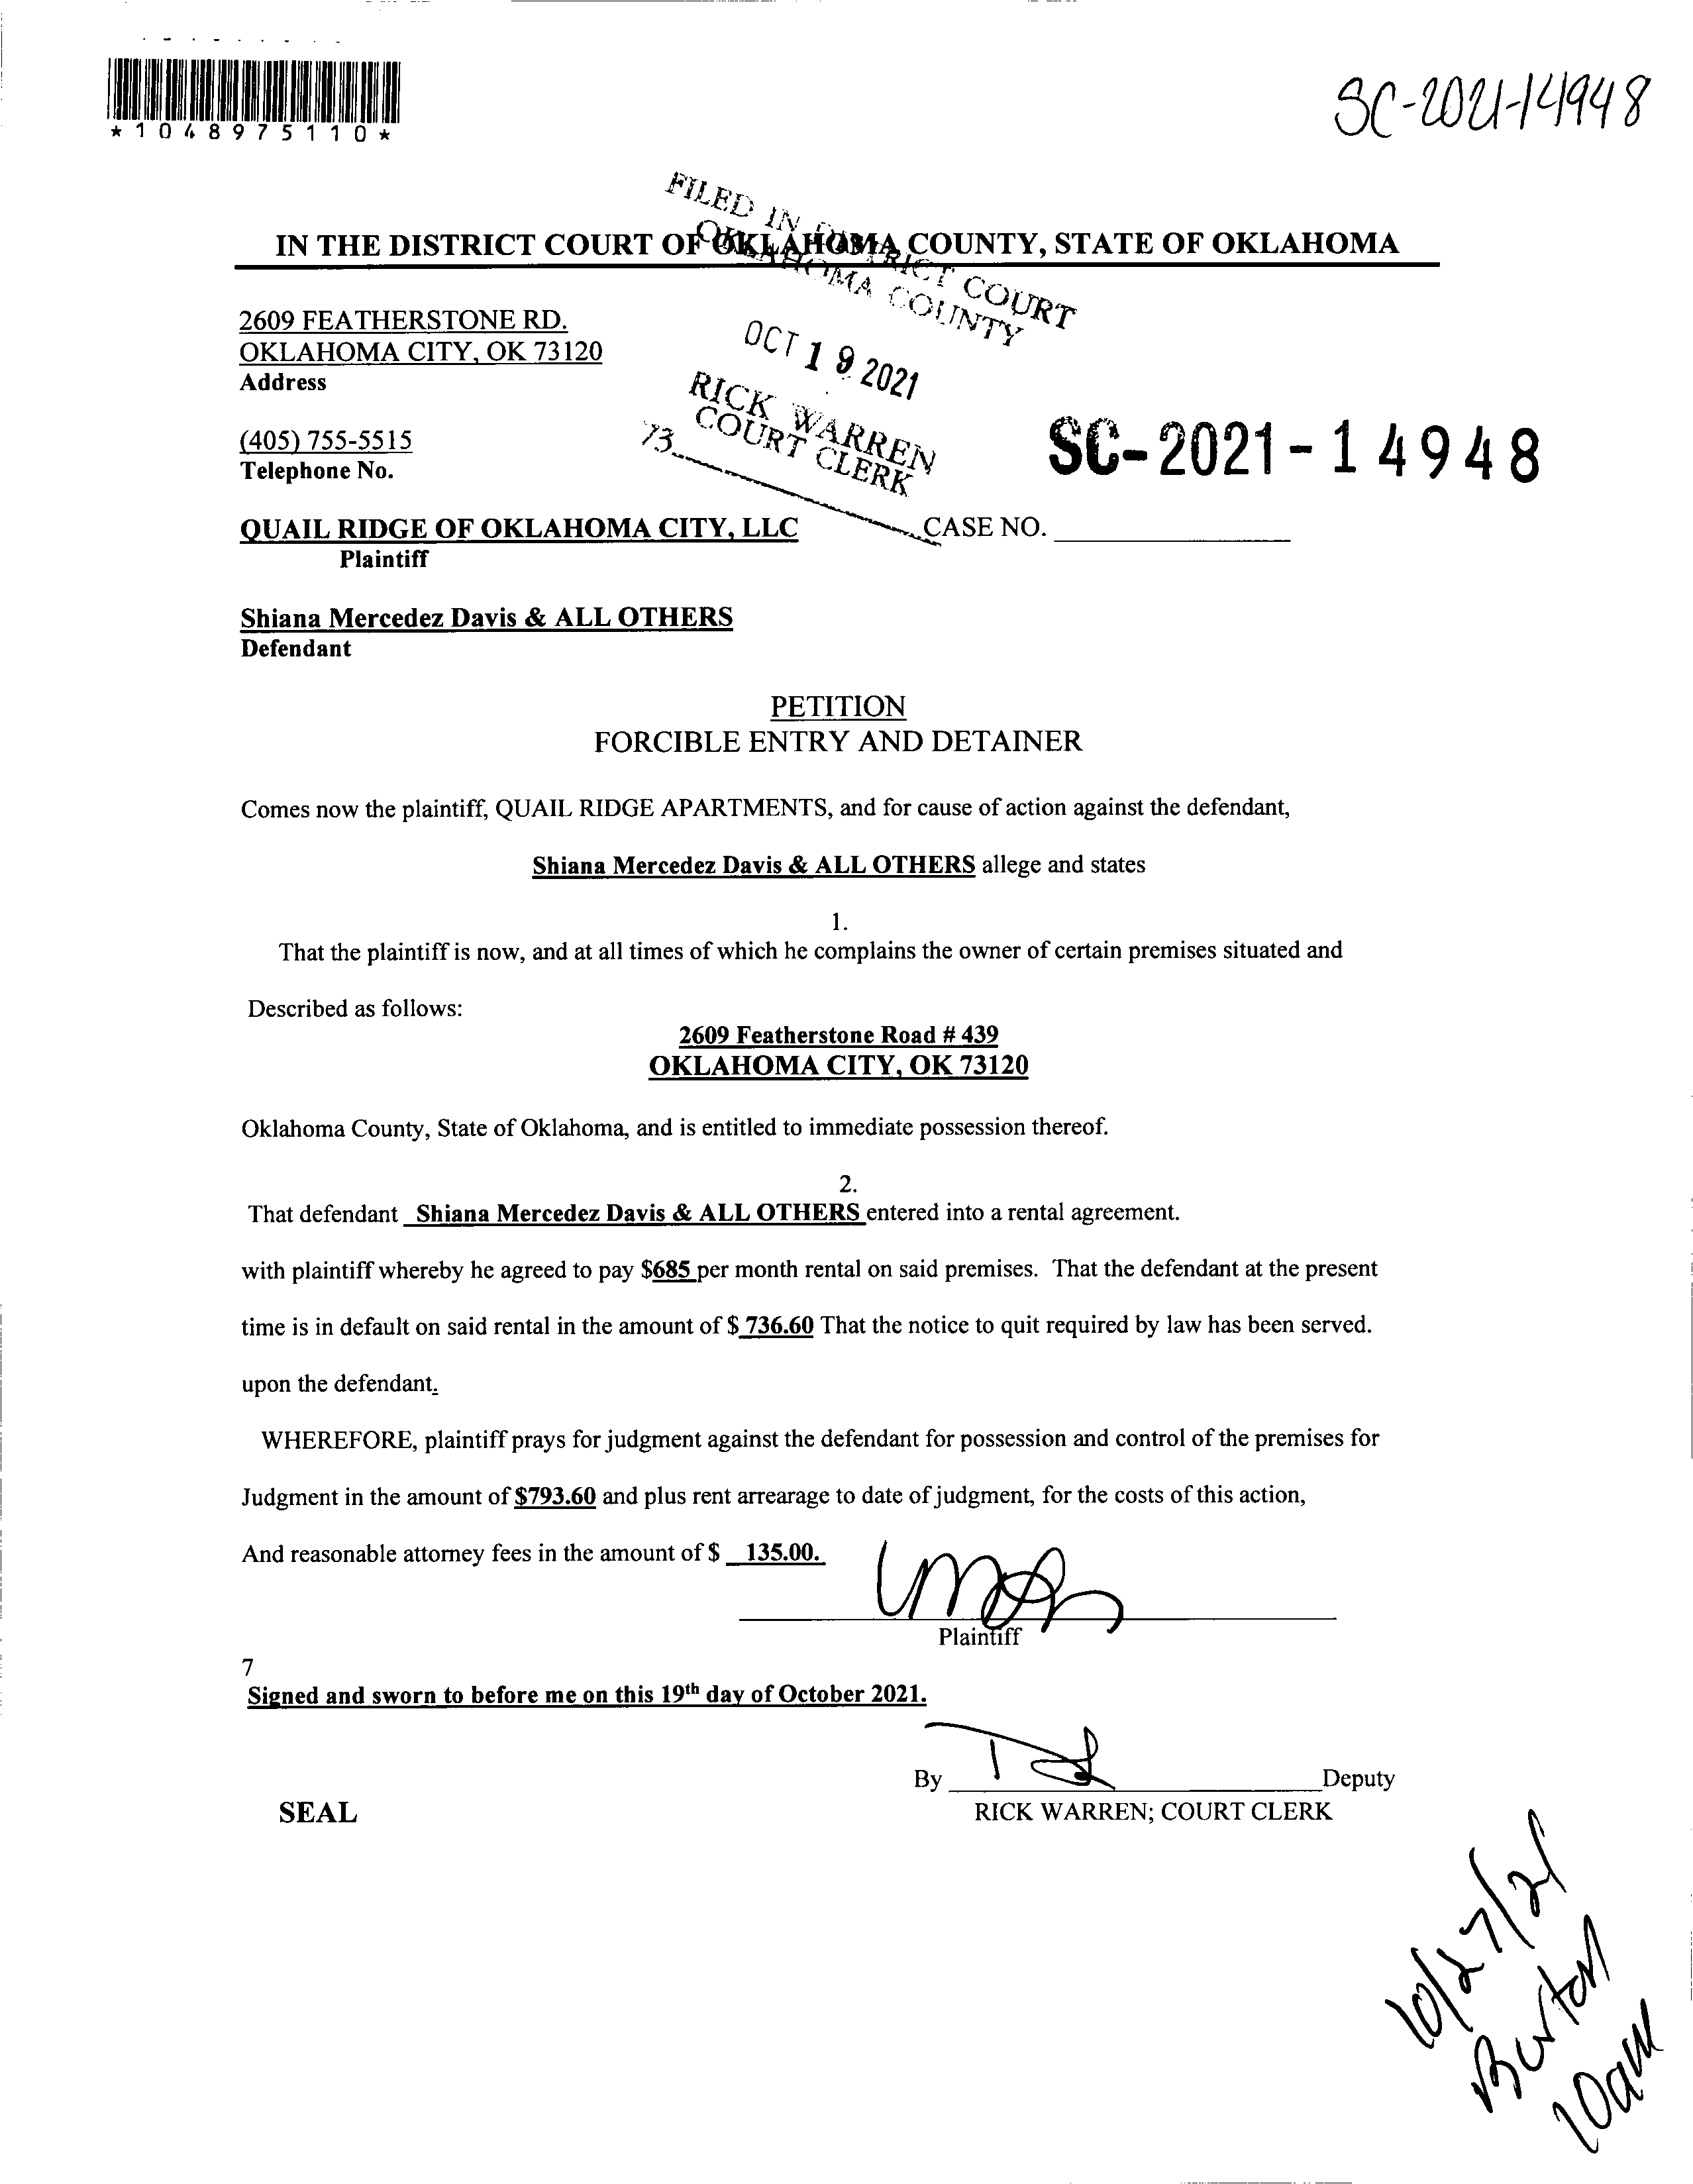 *1048975110*
SC-2021-14948
FILED IN DISTRICT COURT
OKLAHOMA COUNTY
IN THE DISTRICT COURT OF OKLAHOMA COUNTY, STATE OF OKLAHOMA
2609 FEATHERSTONE RD.
OKLAHOMA CITY, OK 73120
Address
OCT 19 2021
RICK WARREN
COURT CLERK
73
(405) 755-5515
Telephone No.
SC-2021-14948
QUAIL RIDGE OF OKLAHOMA CITY, LLC
CASE NO.
Plaintiff
Shiana Mercedez Davis & ALL OTHERS
Defendant
PETITION
FORCIBLE ENTRY AND DETAINER
Comes now the plaintiff, QUAIL RIDGE APARTMENTS, and for cause of action against the defendant,
Shiana Mercedez Davis & ALL OTHERS allege and states
1.
That the plaintiff is now, and at all times of which he complains the owner of certain premises situated and
Described as follows:
2609 Featherstone Road # 439
OKLAHOMA CITY, OK 73120
Oklahoma County, State of Oklahoma, and is entitled to immediate possession thereof.
2.
That defendant Shiana Mercedez Davis & ALL OTHERS entered into a rental agreement.
with plaintiff whereby he agreed to pay $685 per month rental on said premises. That the defendant at the present
time is in default on said rental in the amount of $ 736.60 That the notice to quit required by law has been served.
upon the defendant.
WHEREFORE, plaintiff prays for judgment against the defendant for possession and control of the premises for
Judgment in the amount of $793.60 and plus rent arrearage to date of judgment, for the costs of this action,
And reasonable attorney fees in the amount of $ 135.00.
Plaintiff
7
Signed and sworn to before me on this 19th day of October 2021.
By Deputy
SEAL
RICK WARREN; COURT CLERK
10/27/21
Burton
10am